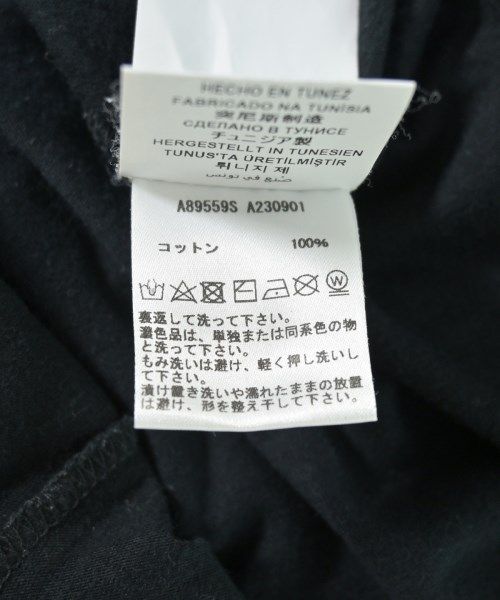 HECHO EN TUNEZ
FABRICADO NA TUNÍSIA
突尼斯制造
СДЕЛАНО В ТУНИСЕ
チュニジア製
HERGESTELLT IN TUNESIEN
TUNUS'TA ÜRETİLMİŞTİR
튀니지 제
صنع في تونس
A89559S A230901
コットン 100%
裏返して洗って下さい。
濃色品は、単独または同系色の物
と洗って下さい。
もみ洗いは避け、軽く押し洗いし
て下さい。
漬け置き洗いや濡れたままの放置
は避け、形を整え干して下さい。